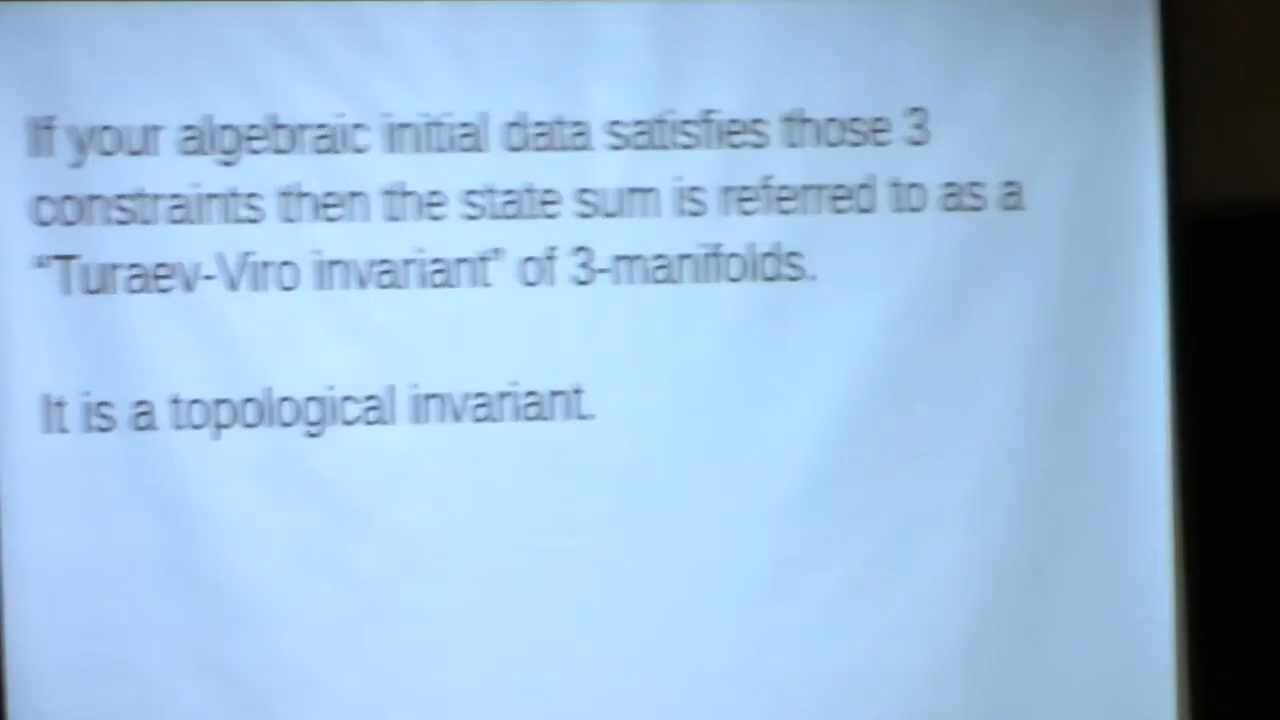 If your algebraic initial data satisfies those 3
constraints then the state sum is referred to as a
“Turaev-Viro invariant” of 3-manifolds.
It is a topological invariant.